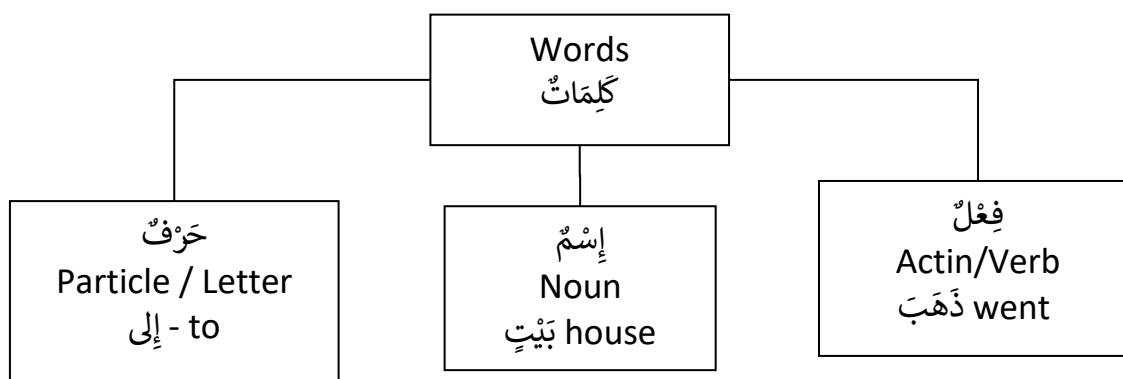 Words
كَلِمَاتٌ
حَرْفٌ
Particle / Letter
إِلى - to
إِسْمٌ
Noun
بَيْتٍ house
فِعْلٌ
Actin/Verb
ذَهَبَ went